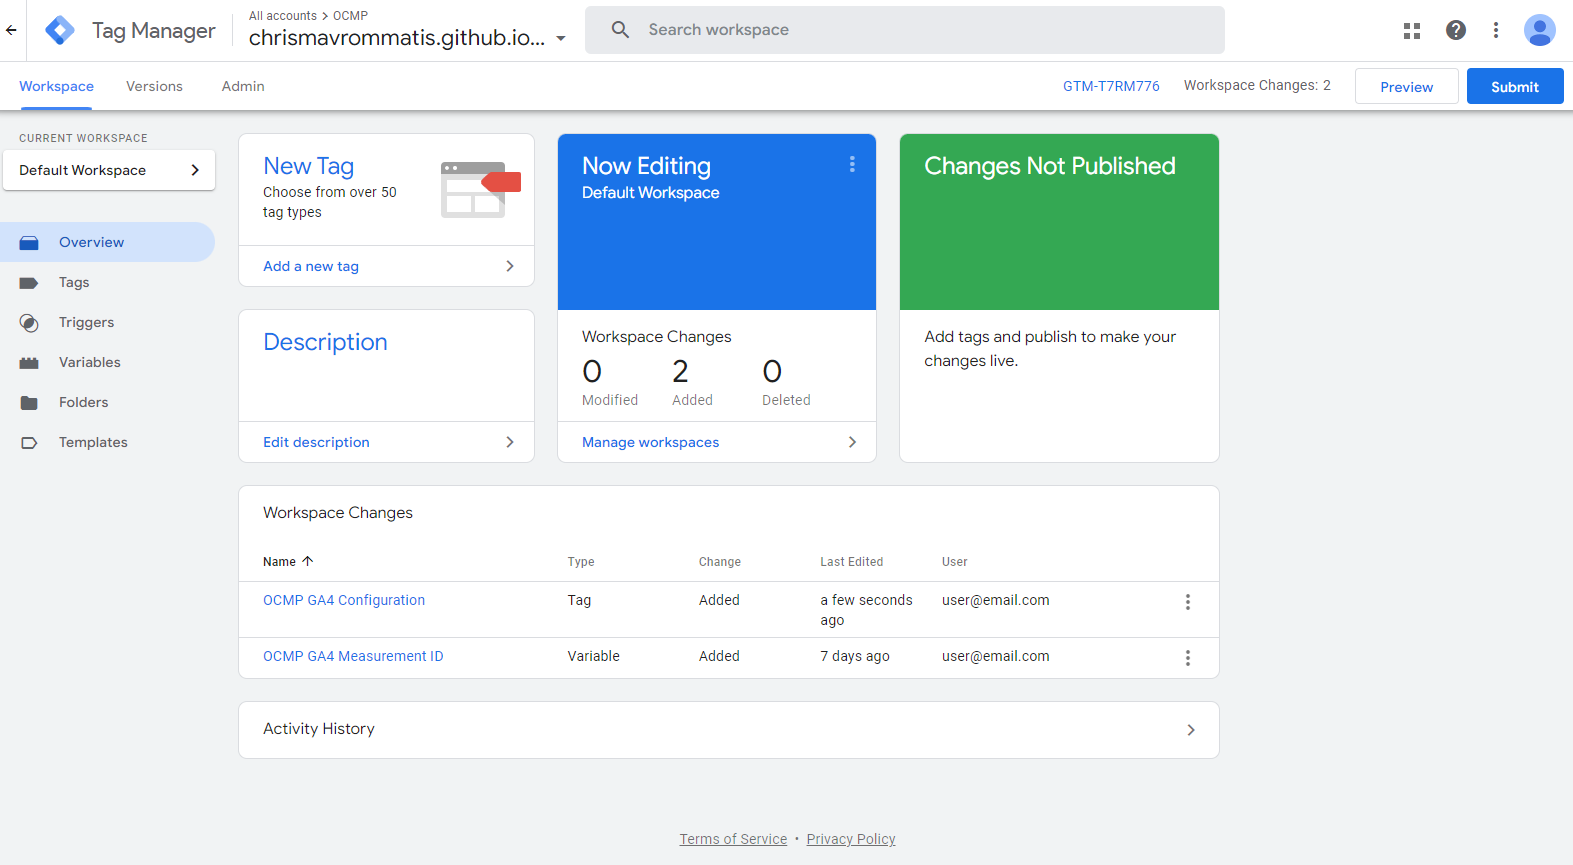 Tag Manager
All accounts > OCMP
chrismavrommatis.github.io...
Search workspace
Workspace
Versions
Admin
GTM-T7RM776
Workspace Changes: 2
Preview
Submit
CURRENT WORKSPACE
Default Workspace
Overview
Tags
Triggers
Variables
Folders
Templates
New Tag
Choose from over 50
tag types
Add a new tag
Description
Edit description
Now Editing
Default Workspace
Workspace Changes
0 2 0
Modified Added Deleted
Manage workspaces
Changes Not Published
Add tags and publish to make your
changes live.
Workspace Changes
Name Type Change Last Edited User
OCMP GA4 Configuration Tag Added a few seconds user@email.com
ago
OCMP GA4 Measurement ID Variable Added 7 days ago user@email.com
Activity History
Terms of Service • Privacy Policy